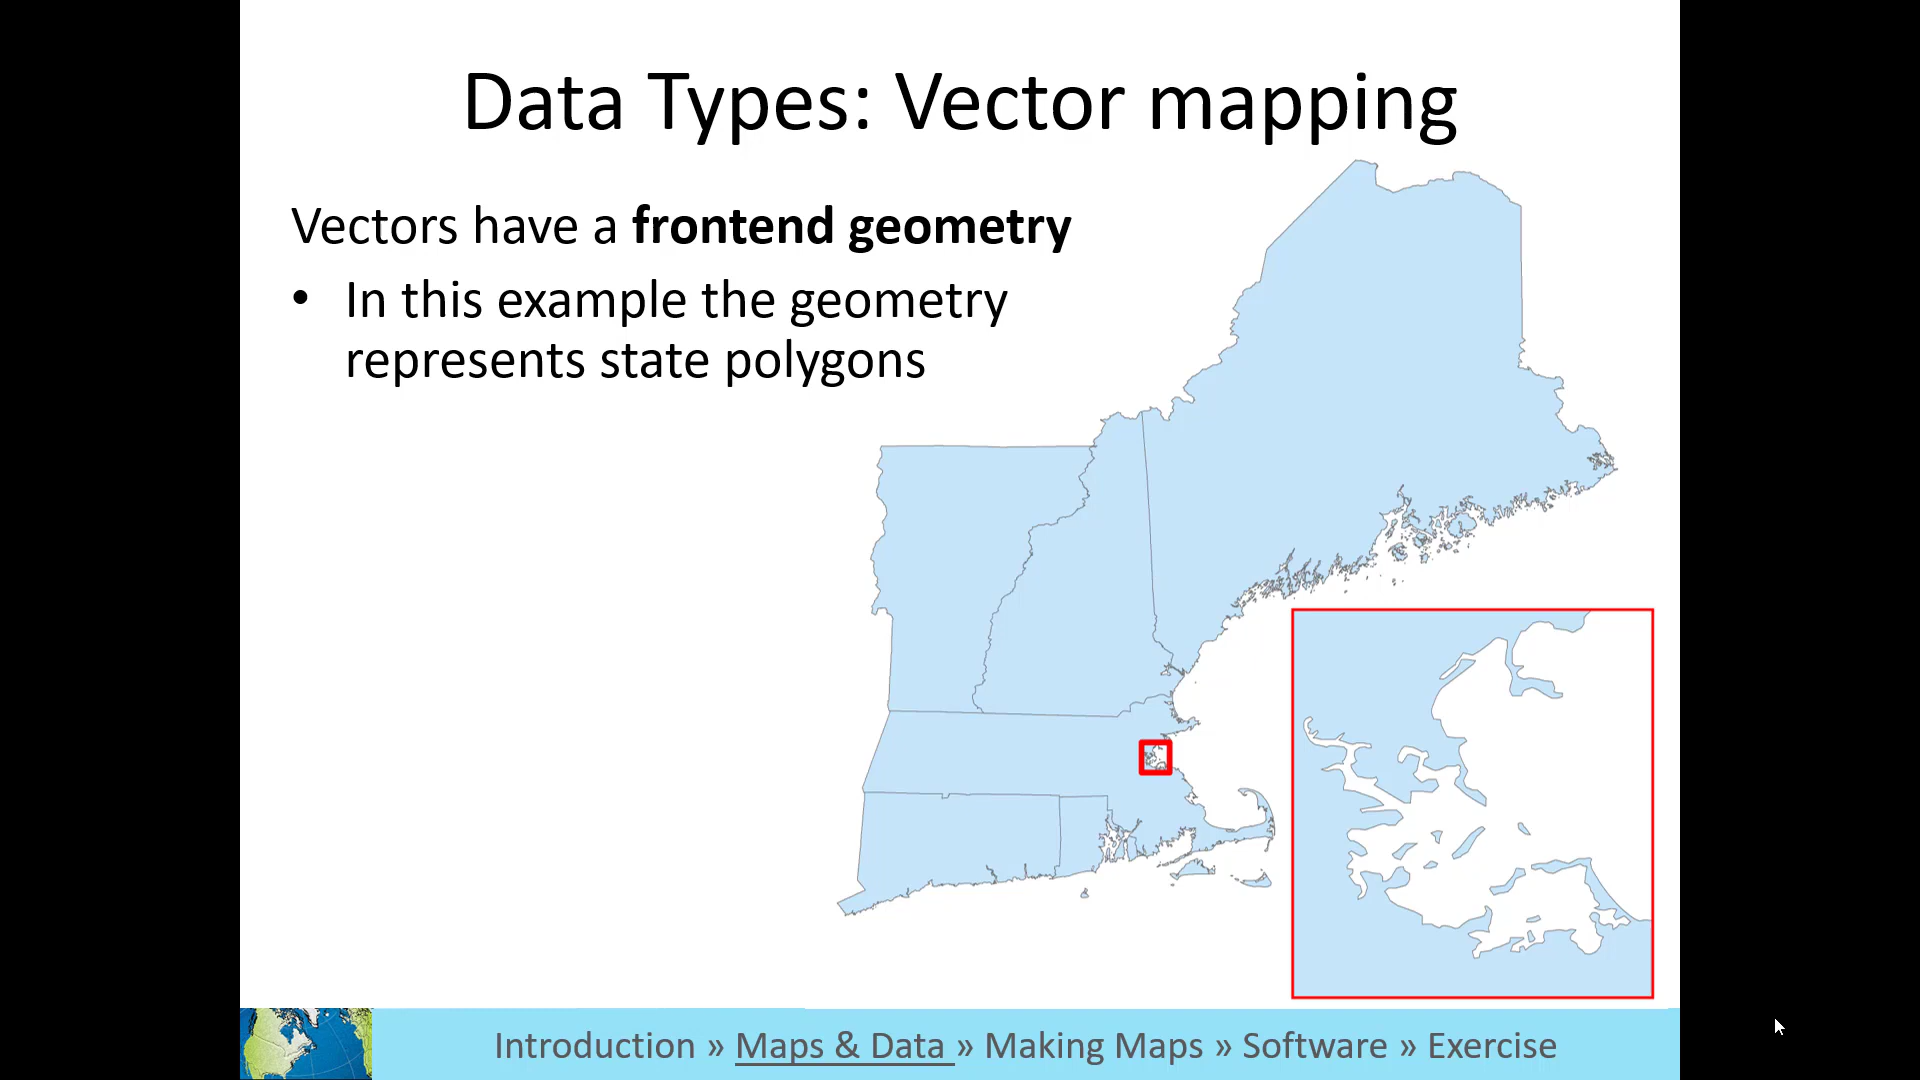 Data Types: Vector mapping
Vectors have a frontend geometry
• In this example the geometry
represents state polygons
Introduction » Maps & Data » Making Maps » Software » Exercise